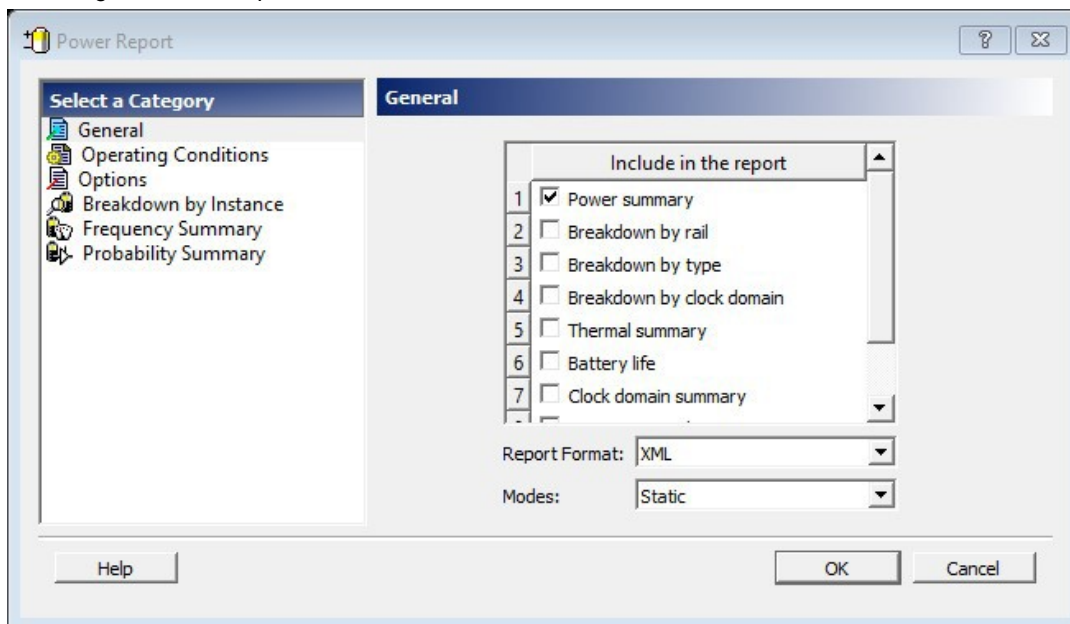 Power Report
Select a Category
General
Operating Conditions
Options
Breakdown by Instance
Frequency Summary
Probability Summary
General
Include in the report
1 Power summary
2 Breakdown by rail
3 Breakdown by type
4 Breakdown by clock domain
5 Thermal summary
6 Battery life
7 Clock domain summary
Report Format: XML
Modes: Static
Help
OK
Cancel